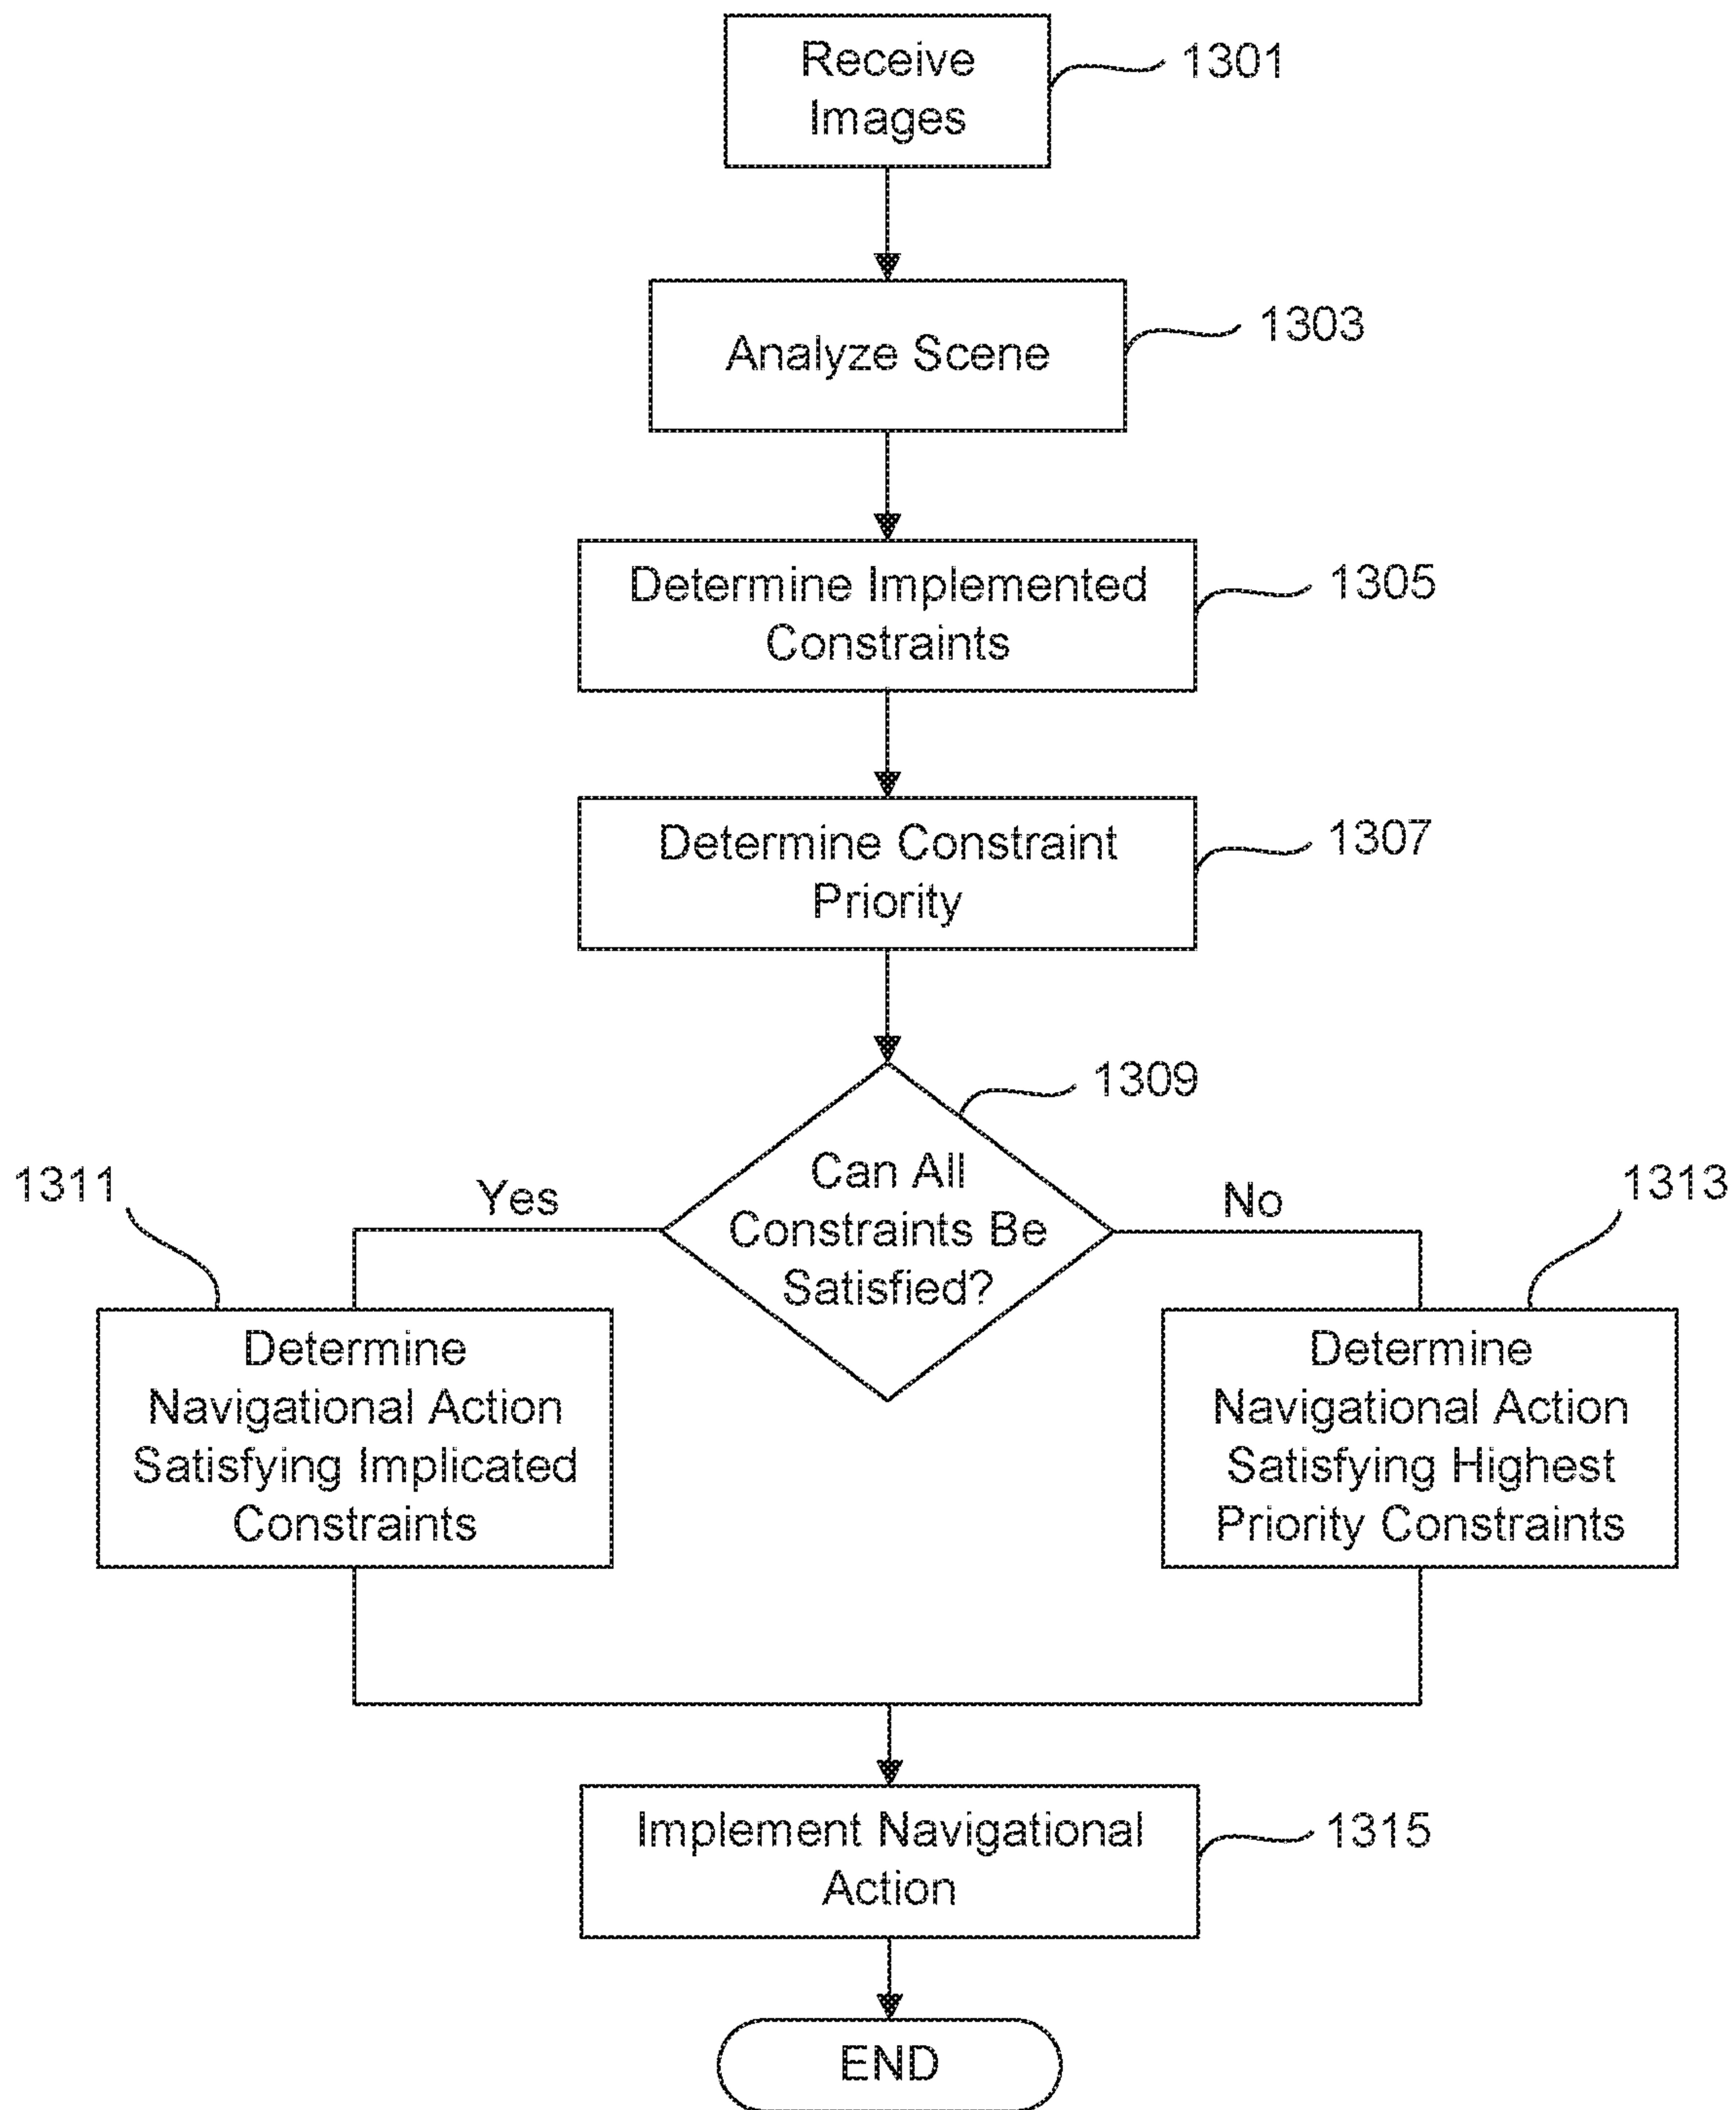 Receive
Images
1301
Analyze Scene
1303
Determine Implemented
Constraints
1305
Determine Constraint
Priority
1307
1309
Can All
Constraints Be
Satisfied?
Yes
No
1311
Determine
Navigational Action
Satisfying Implicated
Constraints
1313
Determine
Navigational Action
Satisfying Highest
Priority Constraints
Implement Navigational
Action
1315
END